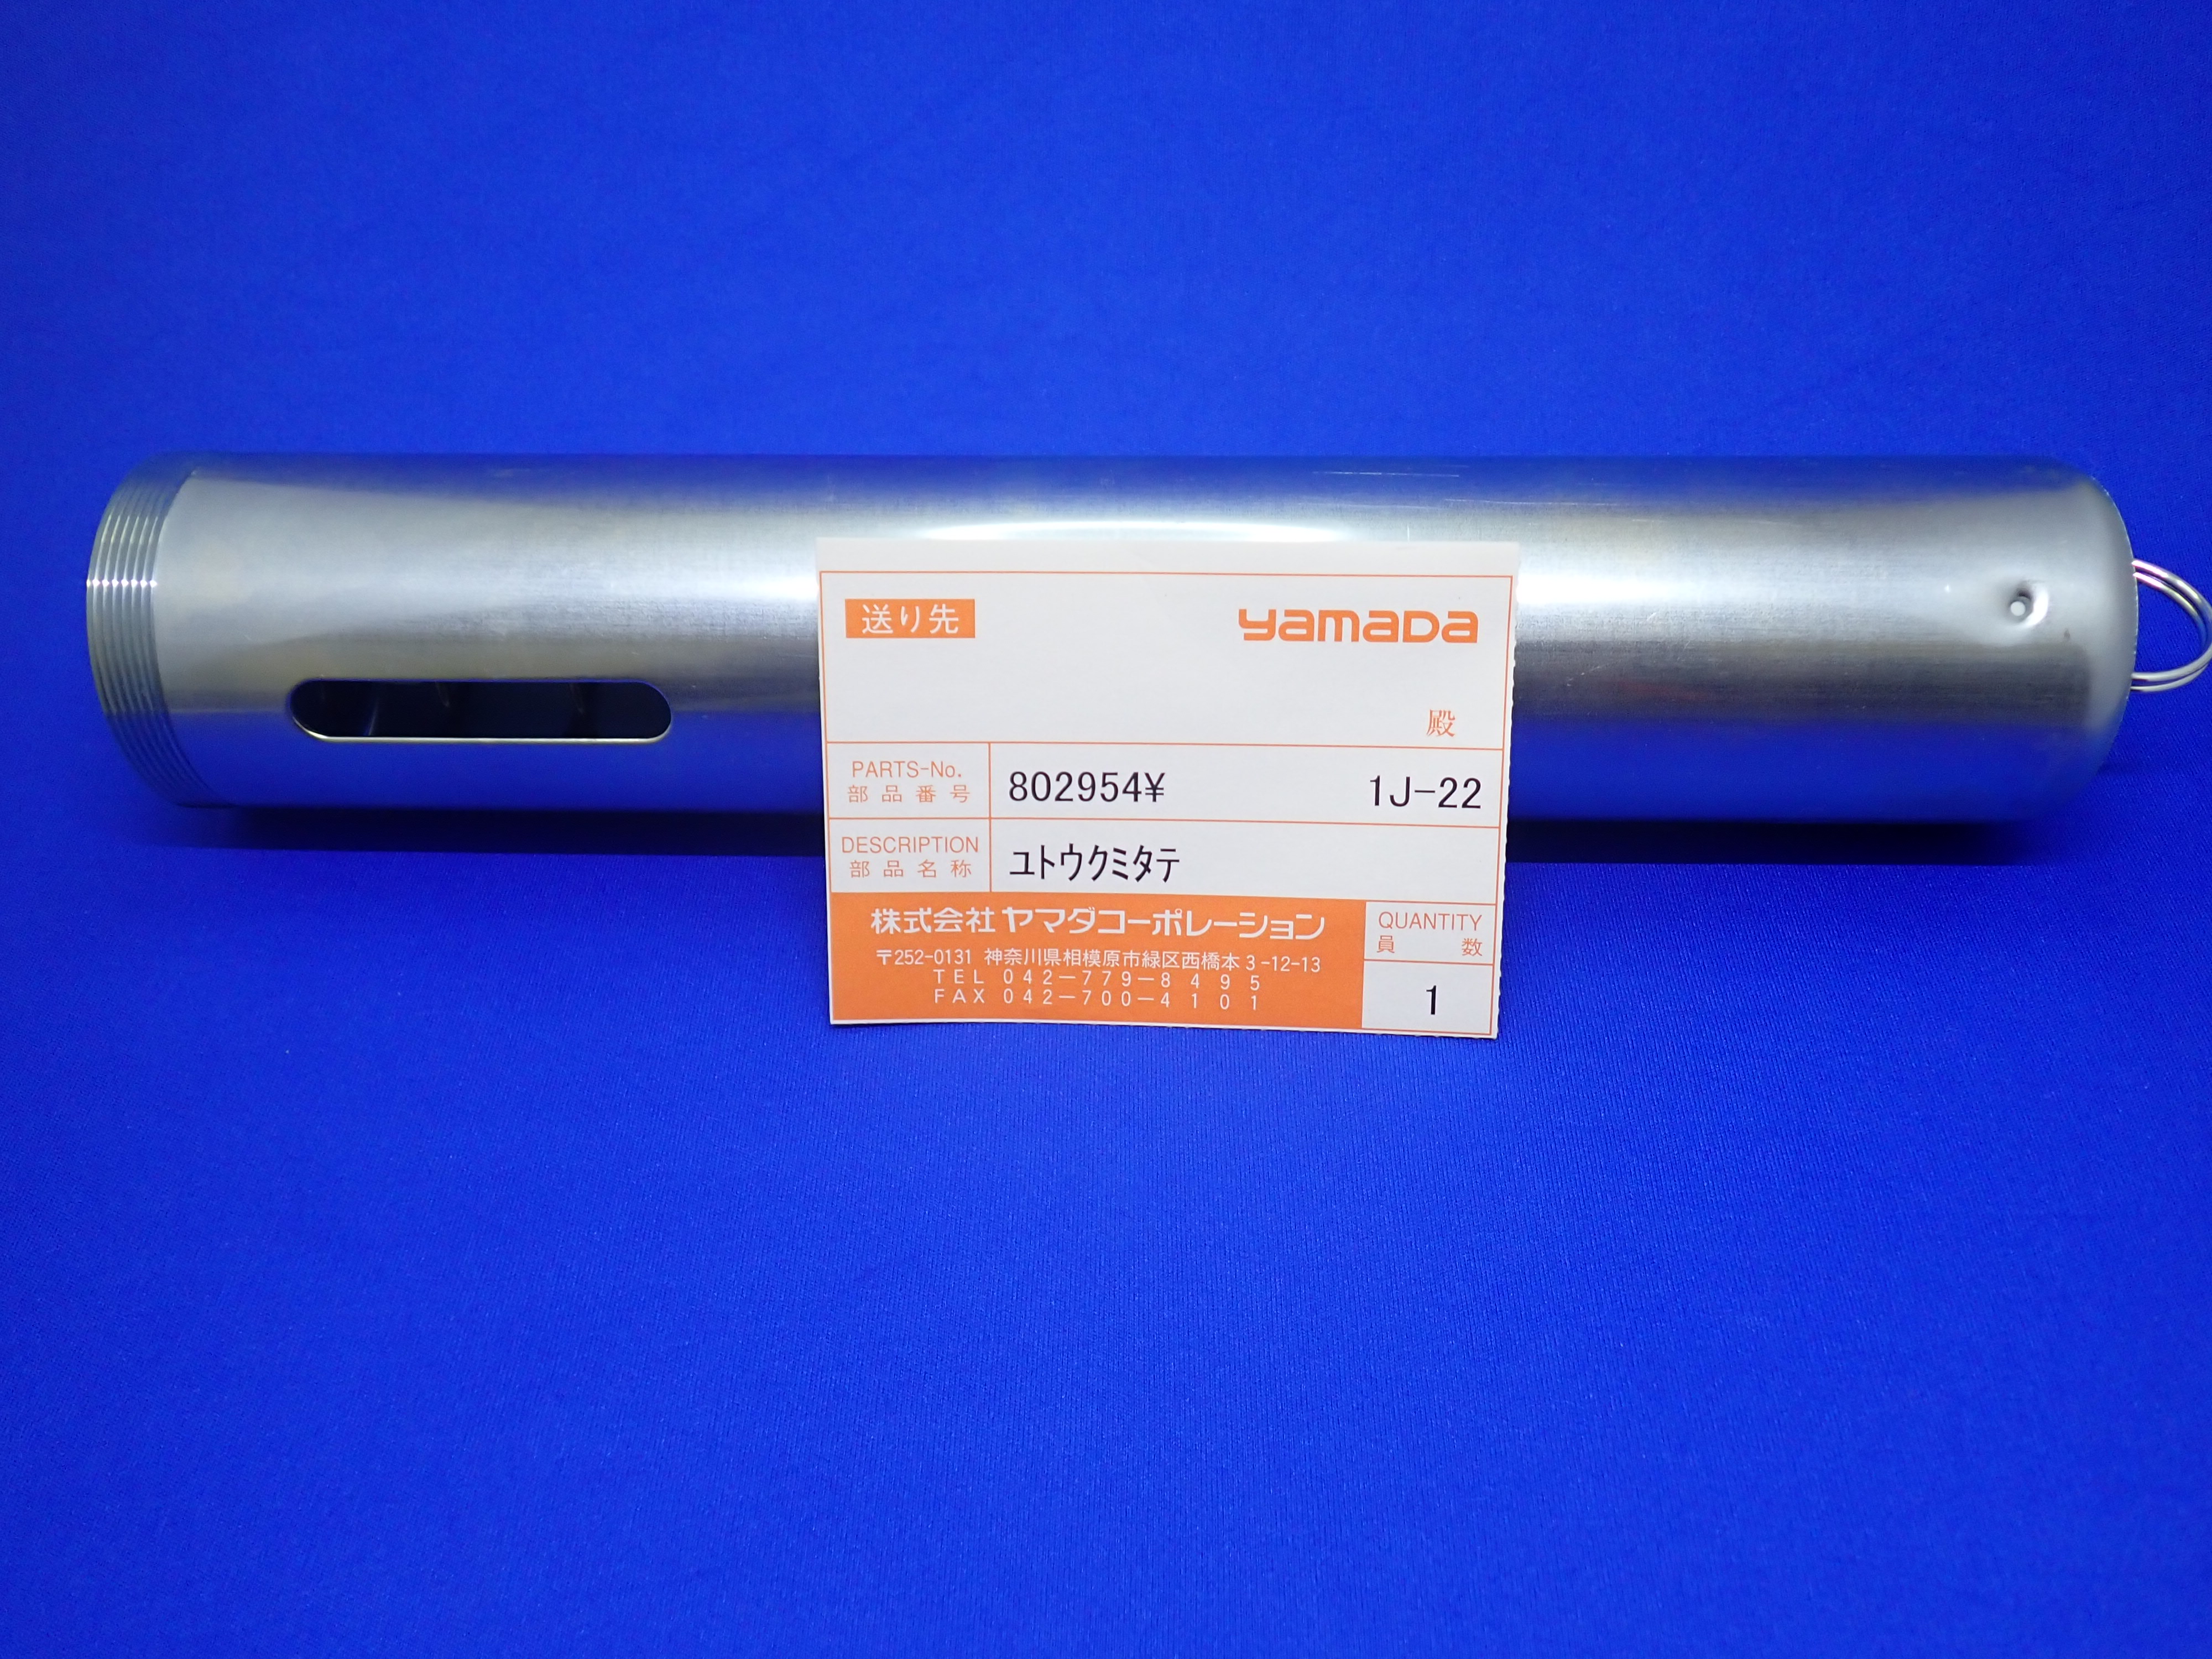 送り先
yamada
殿
PARTS-No.
部品番号
802954¥ 1J-22
DESCRIPTION
部品名称
ユトウクミタテ
株式会社ヤマダコーポレーション
〒252-0131 神奈川県相模原市緑区西橋本3-12-13
TEL 042-779-8495
FAX 042-700-4101
QUANTITY
員数
1